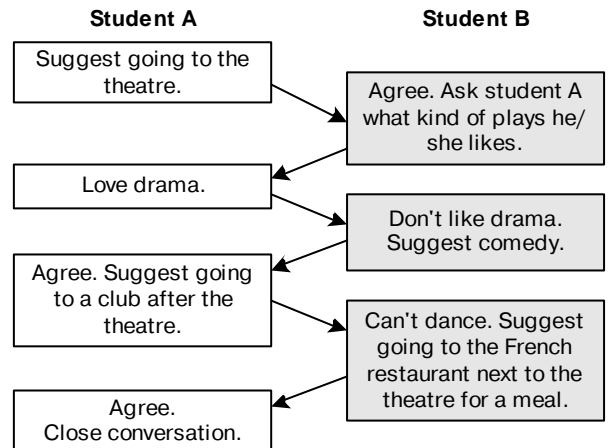 Student A
Student B
Suggest going to the
theatre.
Agree. Ask student A
what kind of plays he/
she likes.
Love drama.
Don't like drama.
Suggest comedy.
Agree. Suggest going
to a club after the
theatre.
Can't dance. Suggest
going to the French
restaurant next to the
theatre for a meal.
Agree.
Close conversation.